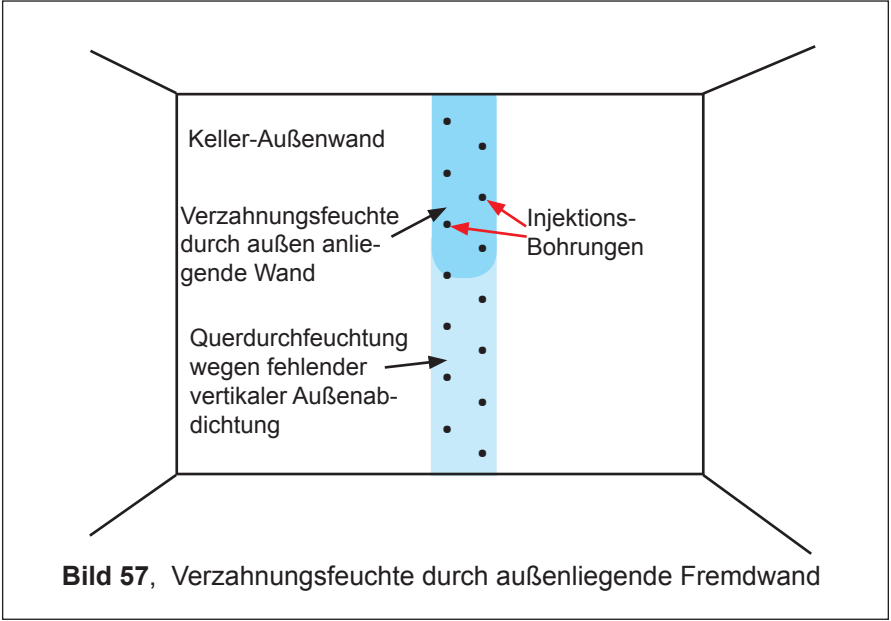 Keller-Außenwand
Verzahnungsfeuchte
durch außen anlie-
gende Wand
Injektions-
Bohrungen
Querdurchfeuchtung
wegen fehlender
vertikaler Außenab-
dichtung
Bild 57, Verzahnungsfeuchte durch außenliegende Fremdwand